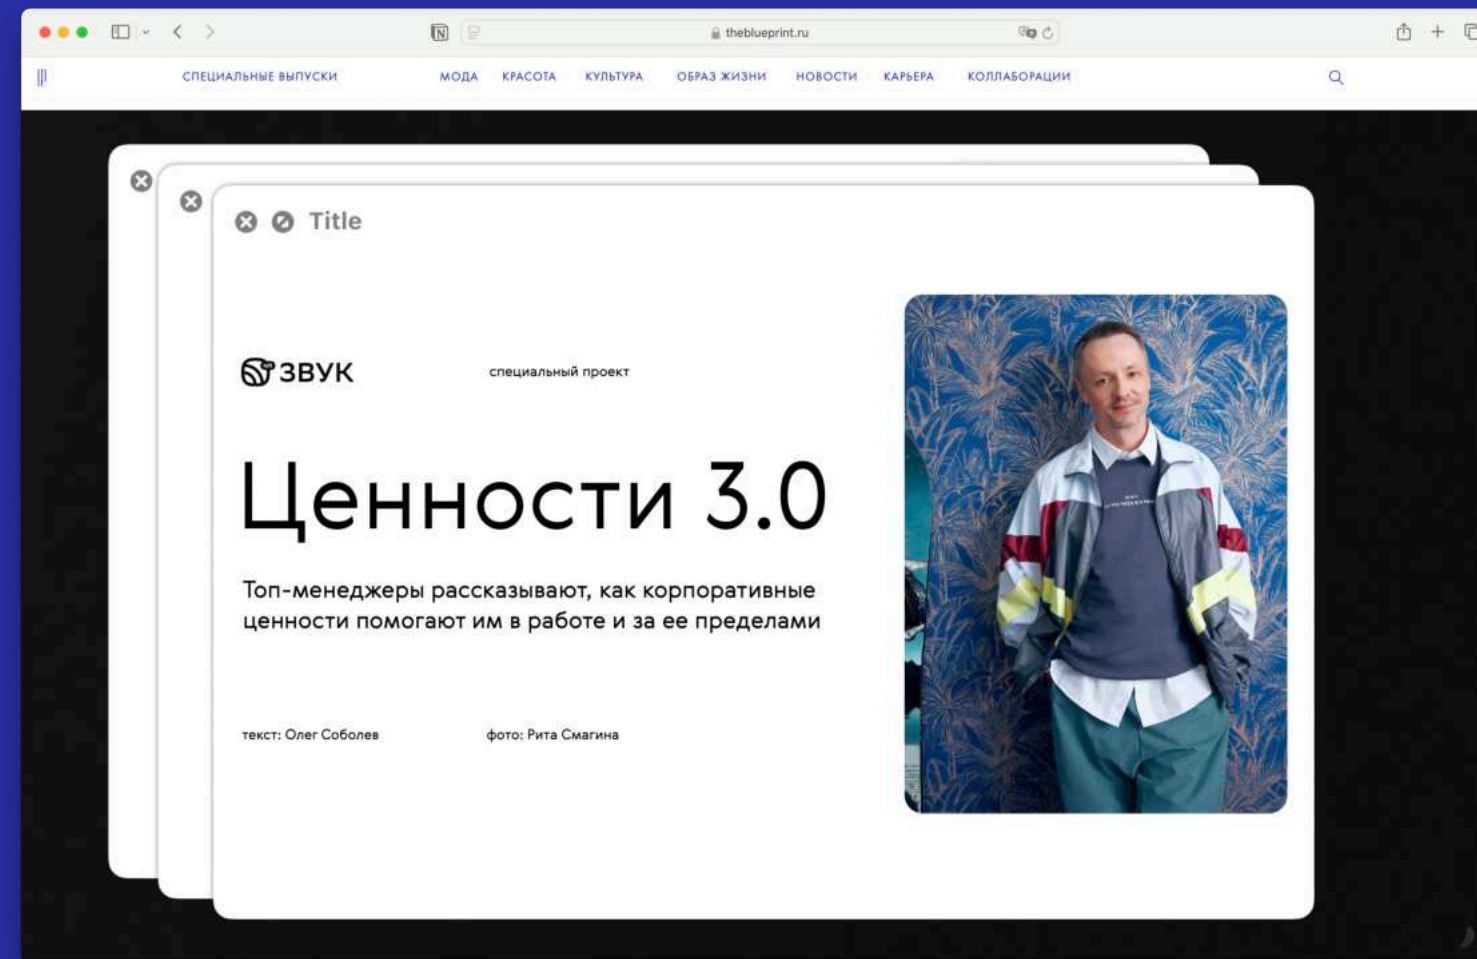 theblueprint.ru
СПЕЦИАЛЬНЫЕ ВЫПУСКИ МОДА КРАСОТА КУЛЬТУРА ОБРАЗ ЖИЗНИ НОВОСТИ КАРЬЕРА КОЛЛАБОРАЦИИ
Title
ЗВУК специальный проект
Ценности 3.0
Топ-менеджеры рассказывают, как корпоративные
ценности помогают им в работе и за ее пределами
текст: Олег Соболев фото: Рита Смагина